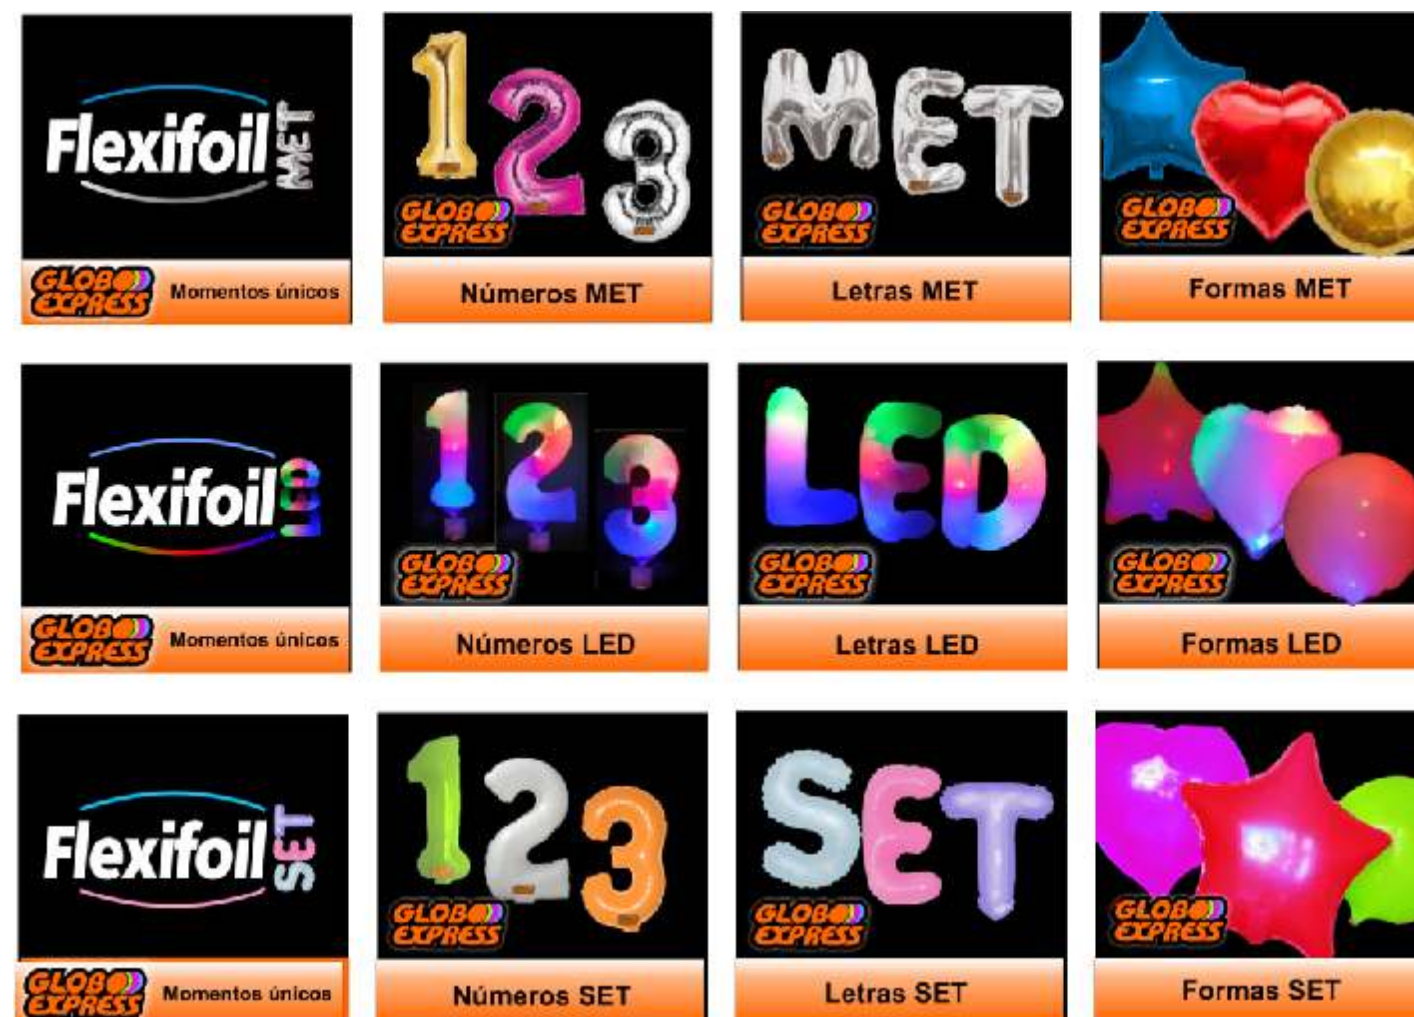 Flexifoil MET
GLOBO EXPRESS
Momentos únicos
1 2 3
GLOBO EXPRESS
Números MET
MET
GLOBO EXPRESS
Letras MET
GLOBO EXPRESS
Formas MET
Flexifoil LED
GLOBO EXPRESS
Momentos únicos
1 2 3
GLOBO EXPRESS
Números LED
LED
GLOBO EXPRESS
Letras LED
GLOBO EXPRESS
Formas LED
Flexifoil SET
GLOBO EXPRESS
Momentos únicos
1 2 3
GLOBO EXPRESS
Números SET
SET
GLOBO EXPRESS
Letras SET
GLOBO EXPRESS
Formas SET